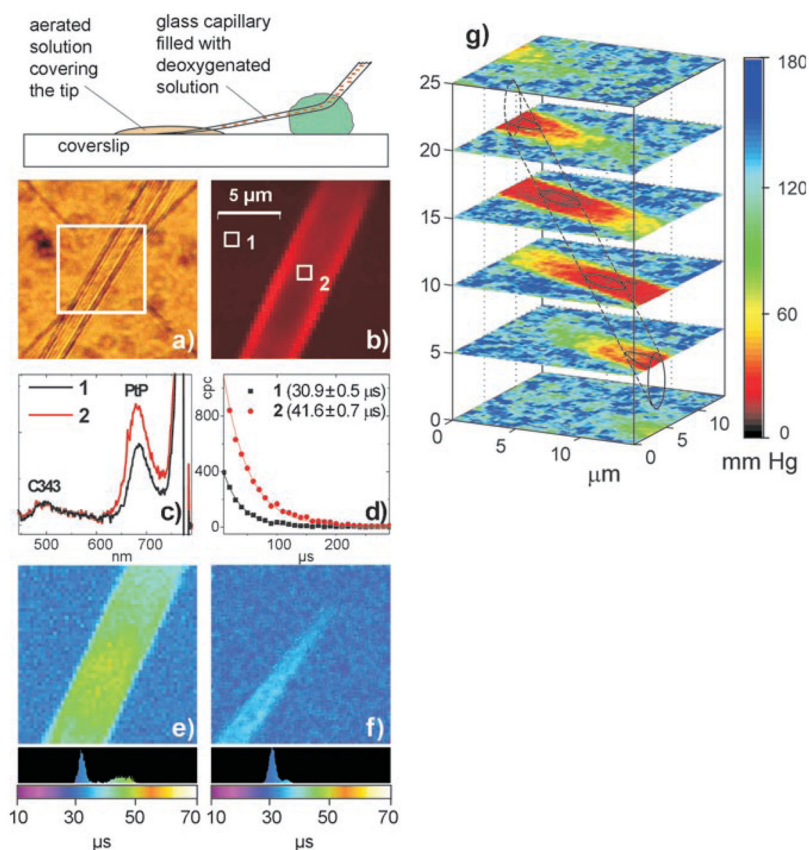 aerated
solution
covering
the tip
glass capillary
filled with
deoxygenated
solution
coverslip
a)
5 µm
1
2
b)
1
2
PtP
C343
c)
500 600 700
nm
cpc
800
400
0
1 (30.9±0.5 µs)
2 (41.6±0.7 µs)
d)
100 200
µs
e)
f)
10 30 50 70
µs
10 30 50 70
µs
g)
25
20
15
10
5
0
0 5 10
µm
0 5 10
180
120
60
0
mm Hg